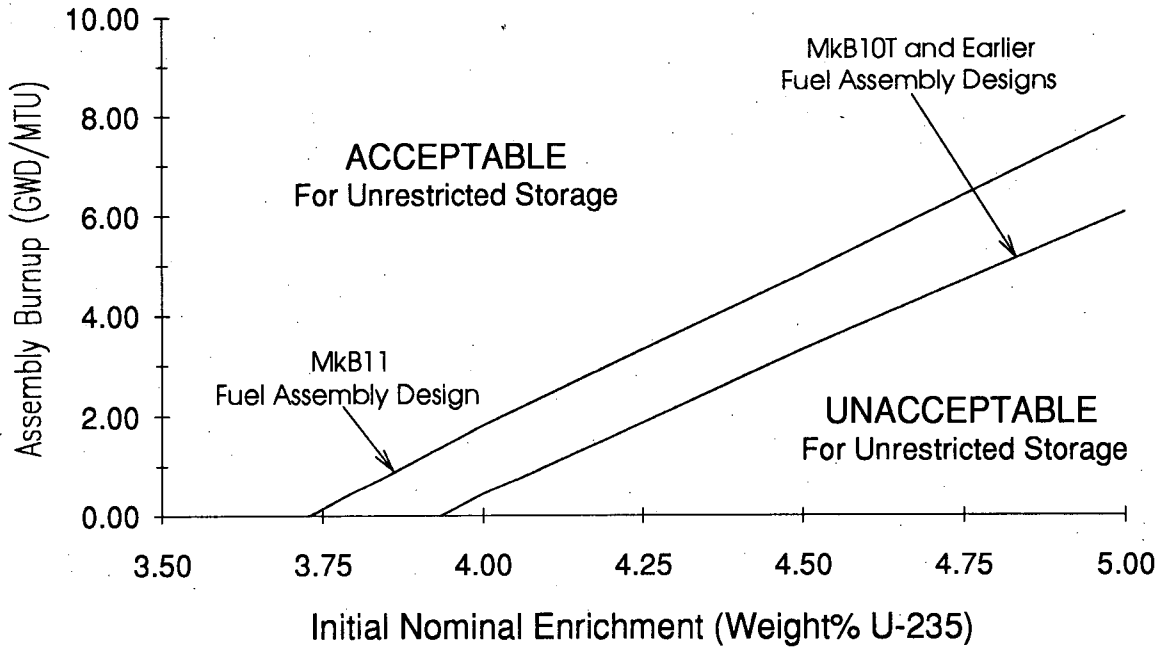 10.00
8.00
6.00
4.00
2.00
0.00
Assembly Burnup (GWD/MTU)
MkB10T and Earlier
Fuel Assembly Designs
ACCEPTABLE
For Unrestricted Storage
MkB11
Fuel Assembly Design
UNACCEPTABLE
For Unrestricted Storage
3.50 3.75 4.00 4.25 4.50 4.75 5.00
Initial Nominal Enrichment (Weight% U-235)